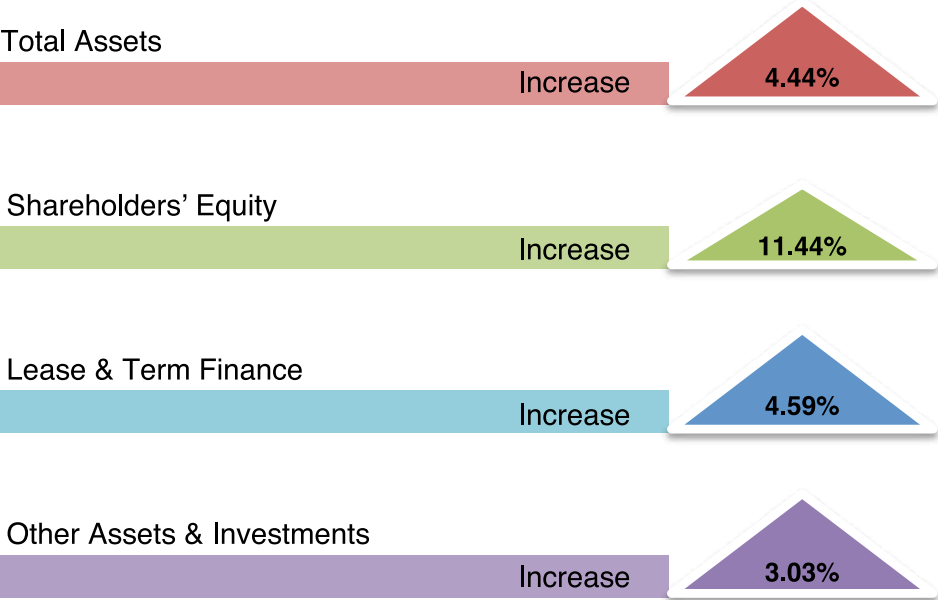 Total Assets
Increase
4.44%
Shareholders’ Equity
Increase
11.44%
Lease & Term Finance
Increase
4.59%
Other Assets & Investments
Increase
3.03%